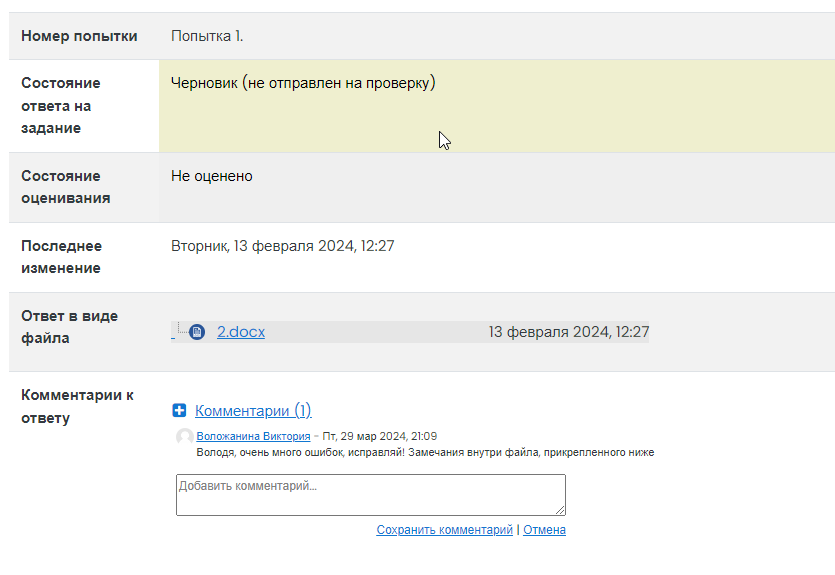 Номер попытки Попытка 1.
Состояние Черновик (не отправлен на проверку)
ответа на
задание
Состояние Не оценено
оценивания
Последнее Вторник, 13 февраля 2024, 12:27
изменение
Ответ в виде
файла
2.docx 13 февраля 2024, 12:27
Комментарии к
ответу
Комментарии (1)
Воложанина Виктория - Пт, 29 мар 2024, 21:09
Володя, очень много ошибок, исправляй! Замечания внутри файла, прикрепленного ниже
Добавить комментарий...
Сохранить комментарий | Отмена